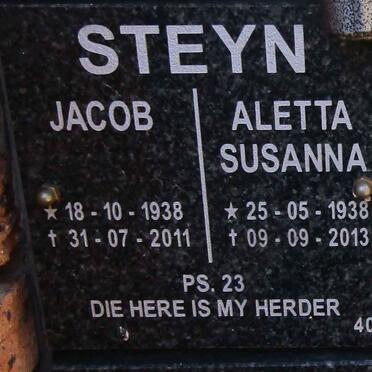 STEYN
JACOB
★ 18 - 10 - 1938
† 31 - 07 - 2011
ALETTA
SUSANNA
★ 25 - 05 - 1938
† 09 - 09 - 2013
PS. 23
DIE HERE IS MY HERDER
40